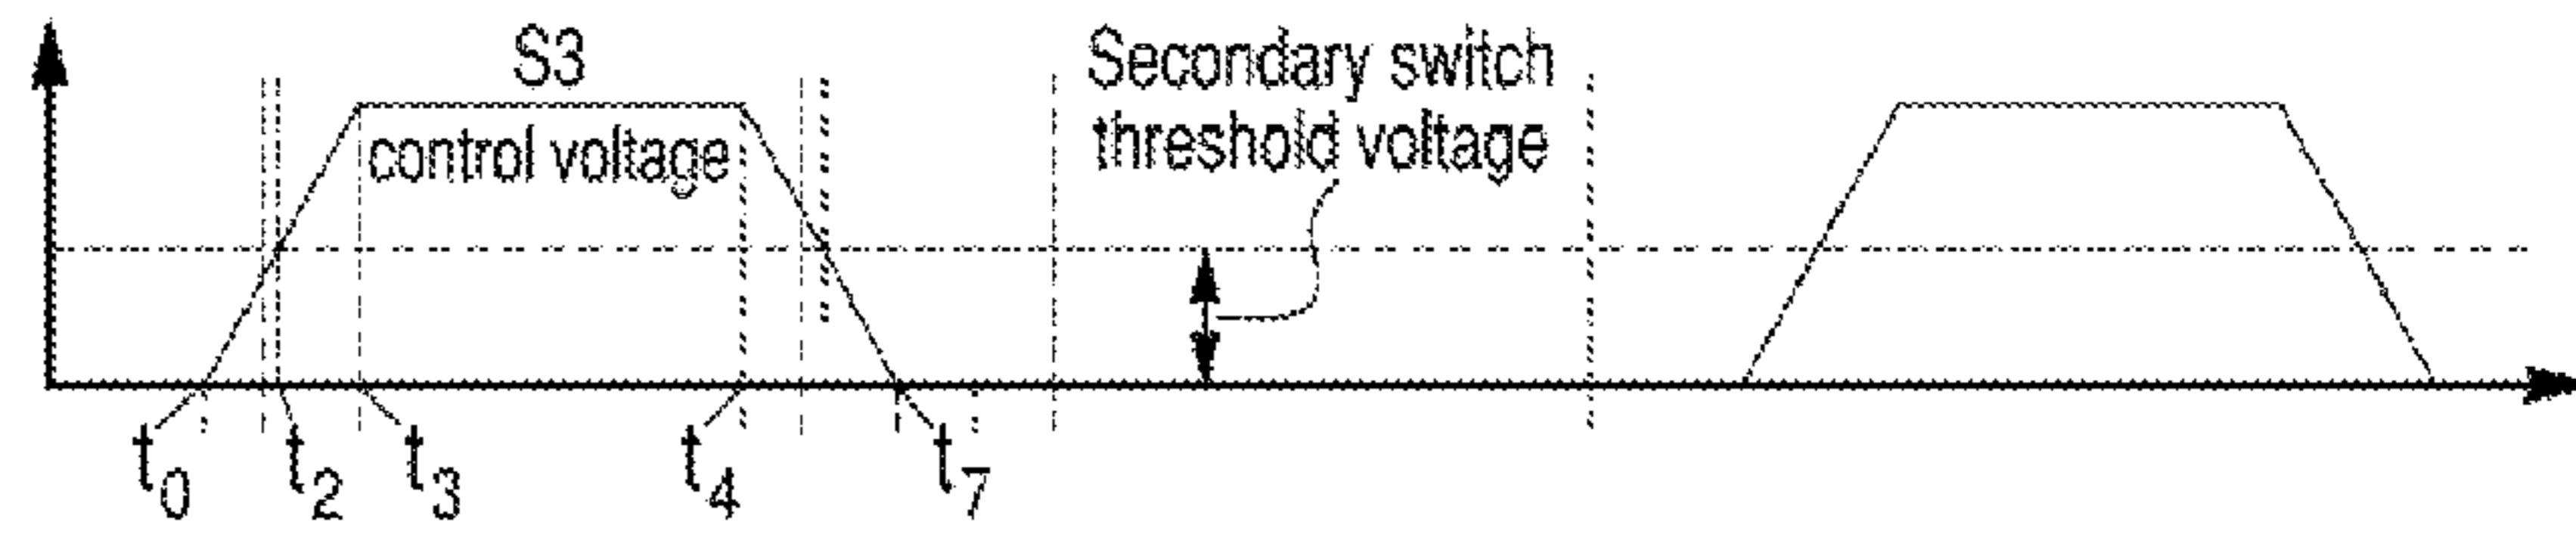 S3
control voltage
Secondary switch
threshold voltage
t0 t2 t3 t4 t7